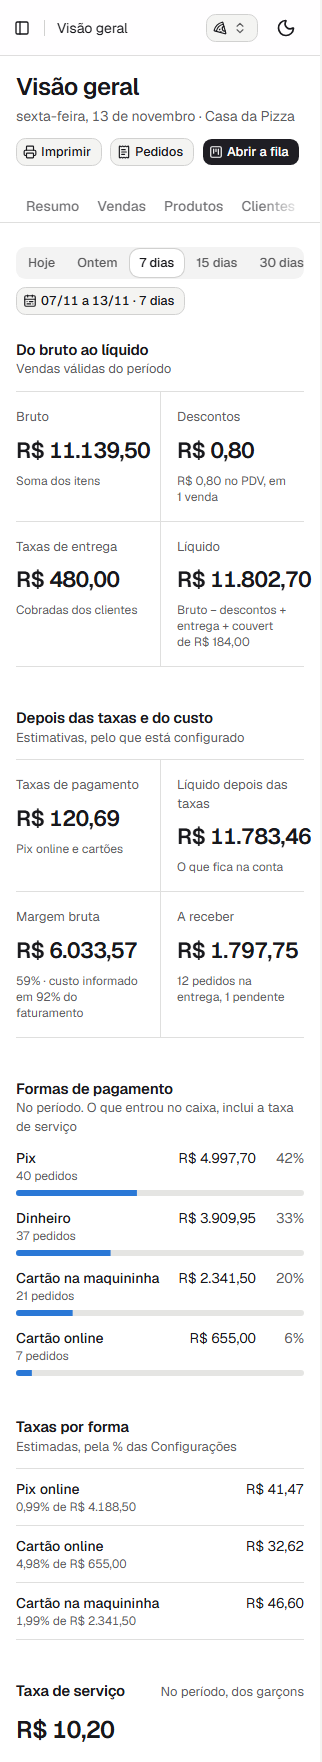 Visão geral
Visão geral
sexta-feira, 13 de novembro · Casa da Pizza
Imprimir
Pedidos
Abrir a fila
Resumo
Vendas
Produtos
Clientes
Hoje
Ontem
7 dias
15 dias
30 dias
07/11 a 13/11 · 7 dias
Do bruto ao líquido
Vendas válidas do período
Bruto
R$ 11.139,50
Soma dos itens
Descontos
R$ 0,80
R$ 0,80 no PDV, em
1 venda
Taxas de entrega
R$ 480,00
Cobradas dos clientes
Líquido
R$ 11.802,70
Bruto − descontos +
entrega + couvert
de R$ 184,00
Depois das taxas e do custo
Estimativas, pelo que está configurado
Taxas de pagamento
R$ 120,69
Pix online e cartões
Líquido depois das
taxas
R$ 11.783,46
O que fica na conta
Margem bruta
R$ 6.033,57
59% · custo informado
em 92% do
faturamento
A receber
R$ 1.797,75
12 pedidos na
entrega, 1 pendente
Formas de pagamento
No período. O que entrou no caixa, inclui a taxa
de serviço
Pix R$ 4.997,70 42%
40 pedidos
Dinheiro R$ 3.909,95 33%
37 pedidos
Cartão na maquininha R$ 2.341,50 20%
21 pedidos
Cartão online R$ 655,00 6%
7 pedidos
Taxas por forma
Estimadas, pela % das Configurações
Pix online R$ 41,47
0,99% de R$ 4.188,50
Cartão online R$ 32,62
4,98% de R$ 655,00
Cartão na maquininha R$ 46,60
1,99% de R$ 2.341,50
Taxa de serviço No período, dos garçons
R$ 10,20